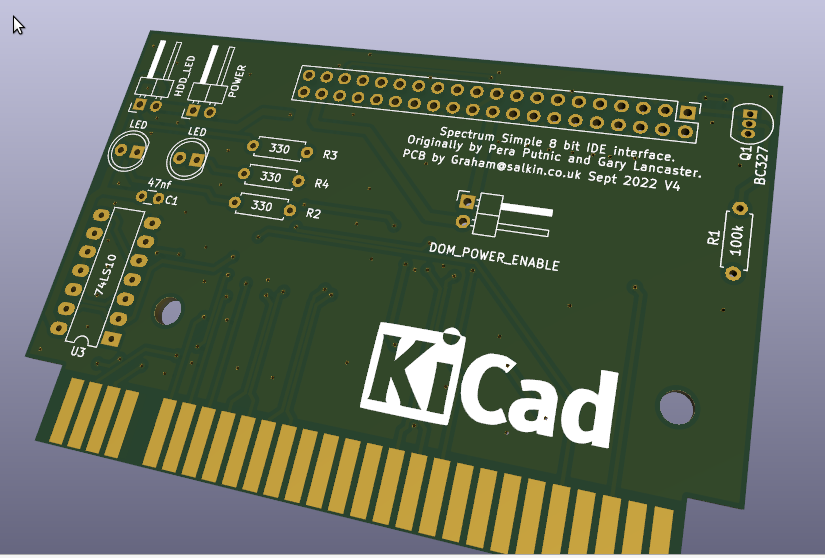 HDD_LED
POWER
LED
LED
330
R3
330
R4
330
R2
47nf
C1
74LS10
U3
Spectrum Simple 8 bit IDE interface.
Originally by Pera Putnic and Gary Lancaster.
PCB by Graham@salkin.co.uk Sept 2022 V4
DOM_POWER_ENABLE
Q1
BC327
R1
100k
KiCad